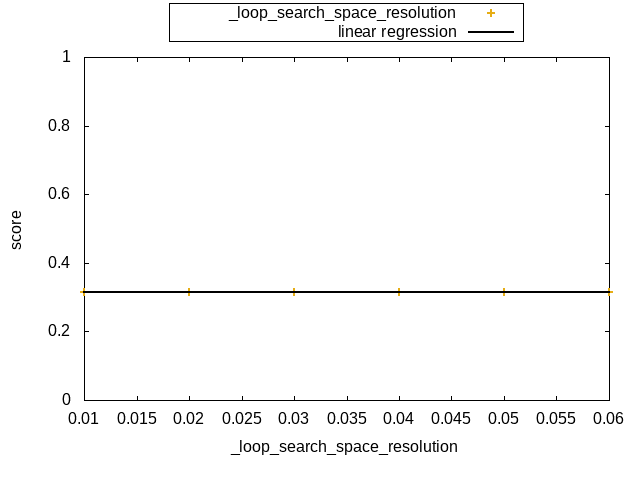 _loop_search_space_resolution
linear regression
1
0.8
0.6
0.4
0.2
0
score
0.01 0.015 0.02 0.025 0.03 0.035 0.04 0.045 0.05 0.055 0.06
_loop_search_space_resolution